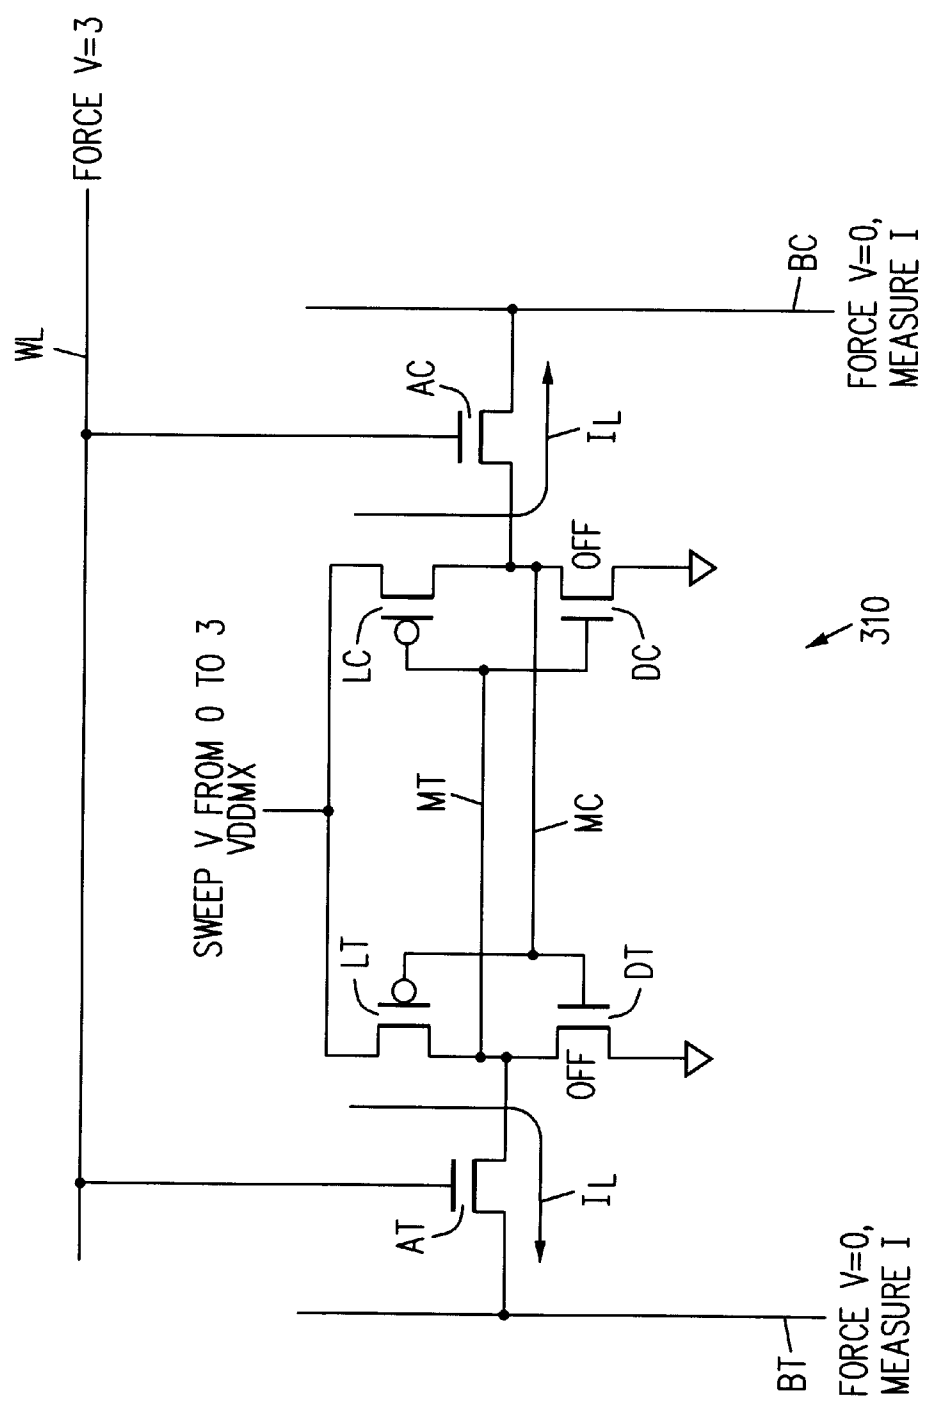 WL
FORCE V=3
SWEEP V FROM 0 TO 3
VDDMX
LT
LC
AT
AC
MT
MC
OFF
OFF
DT
DC
IL
IL
BT
BC
FORCE V=0,
MEASURE I
FORCE V=0,
MEASURE I
310